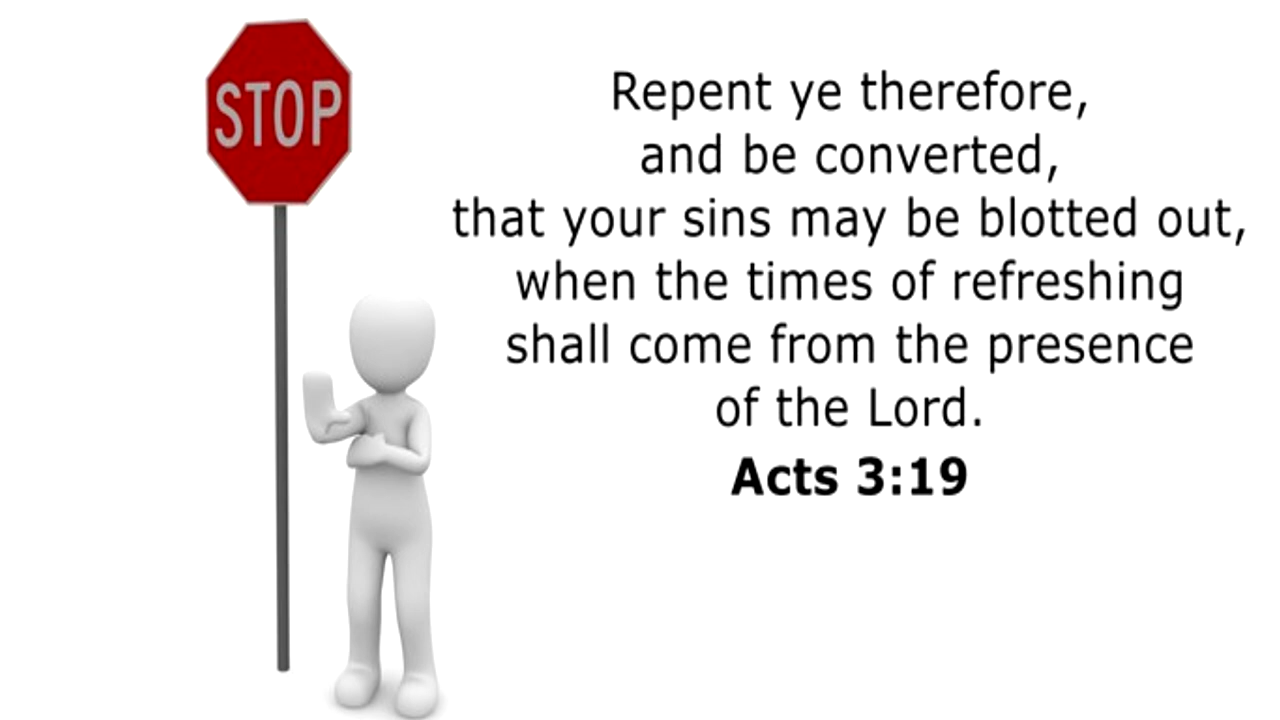 STOP
Repent ye therefore,
and be converted,
that your sins may be blotted out,
when the times of refreshing
shall come from the presence
of the Lord.
Acts 3:19